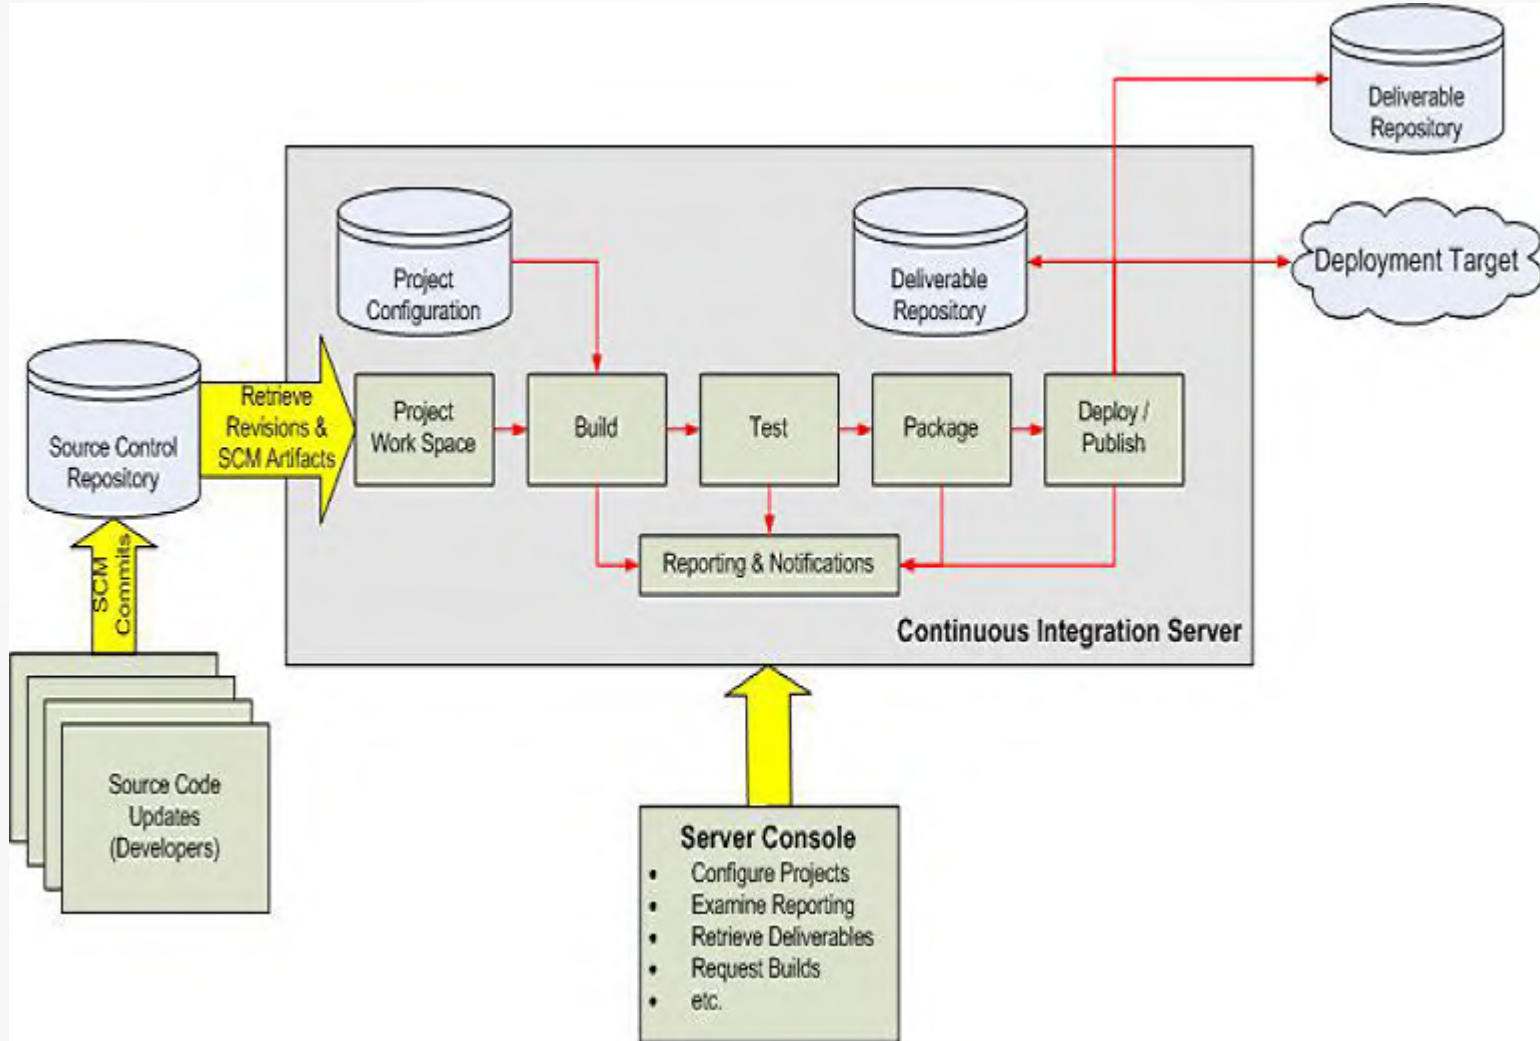 Deliverable
Repository
Project
Configuration
Deliverable
Repository
Deployment Target
Source Control
Repository
Retrieve
Revisions &
SCM Artifacts
Project
Work Space
Build
Test
Package
Deploy /
Publish
Reporting & Notifications
SCM
Commits
Continuous Integration Server
Source Code
Updates
(Developers)
Server Console
• Configure Projects
• Examine Reporting
• Retrieve Deliverables
• Request Builds
• etc.